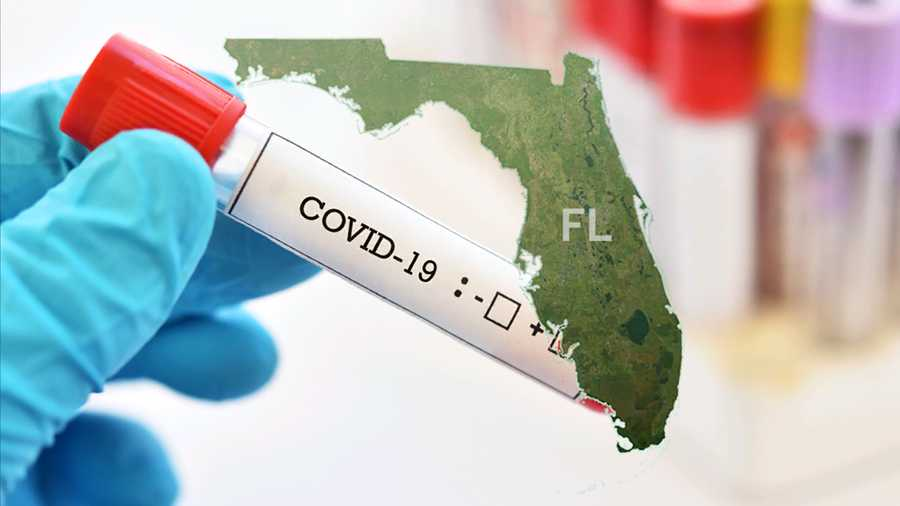 COVID-19 :-□ +
FL